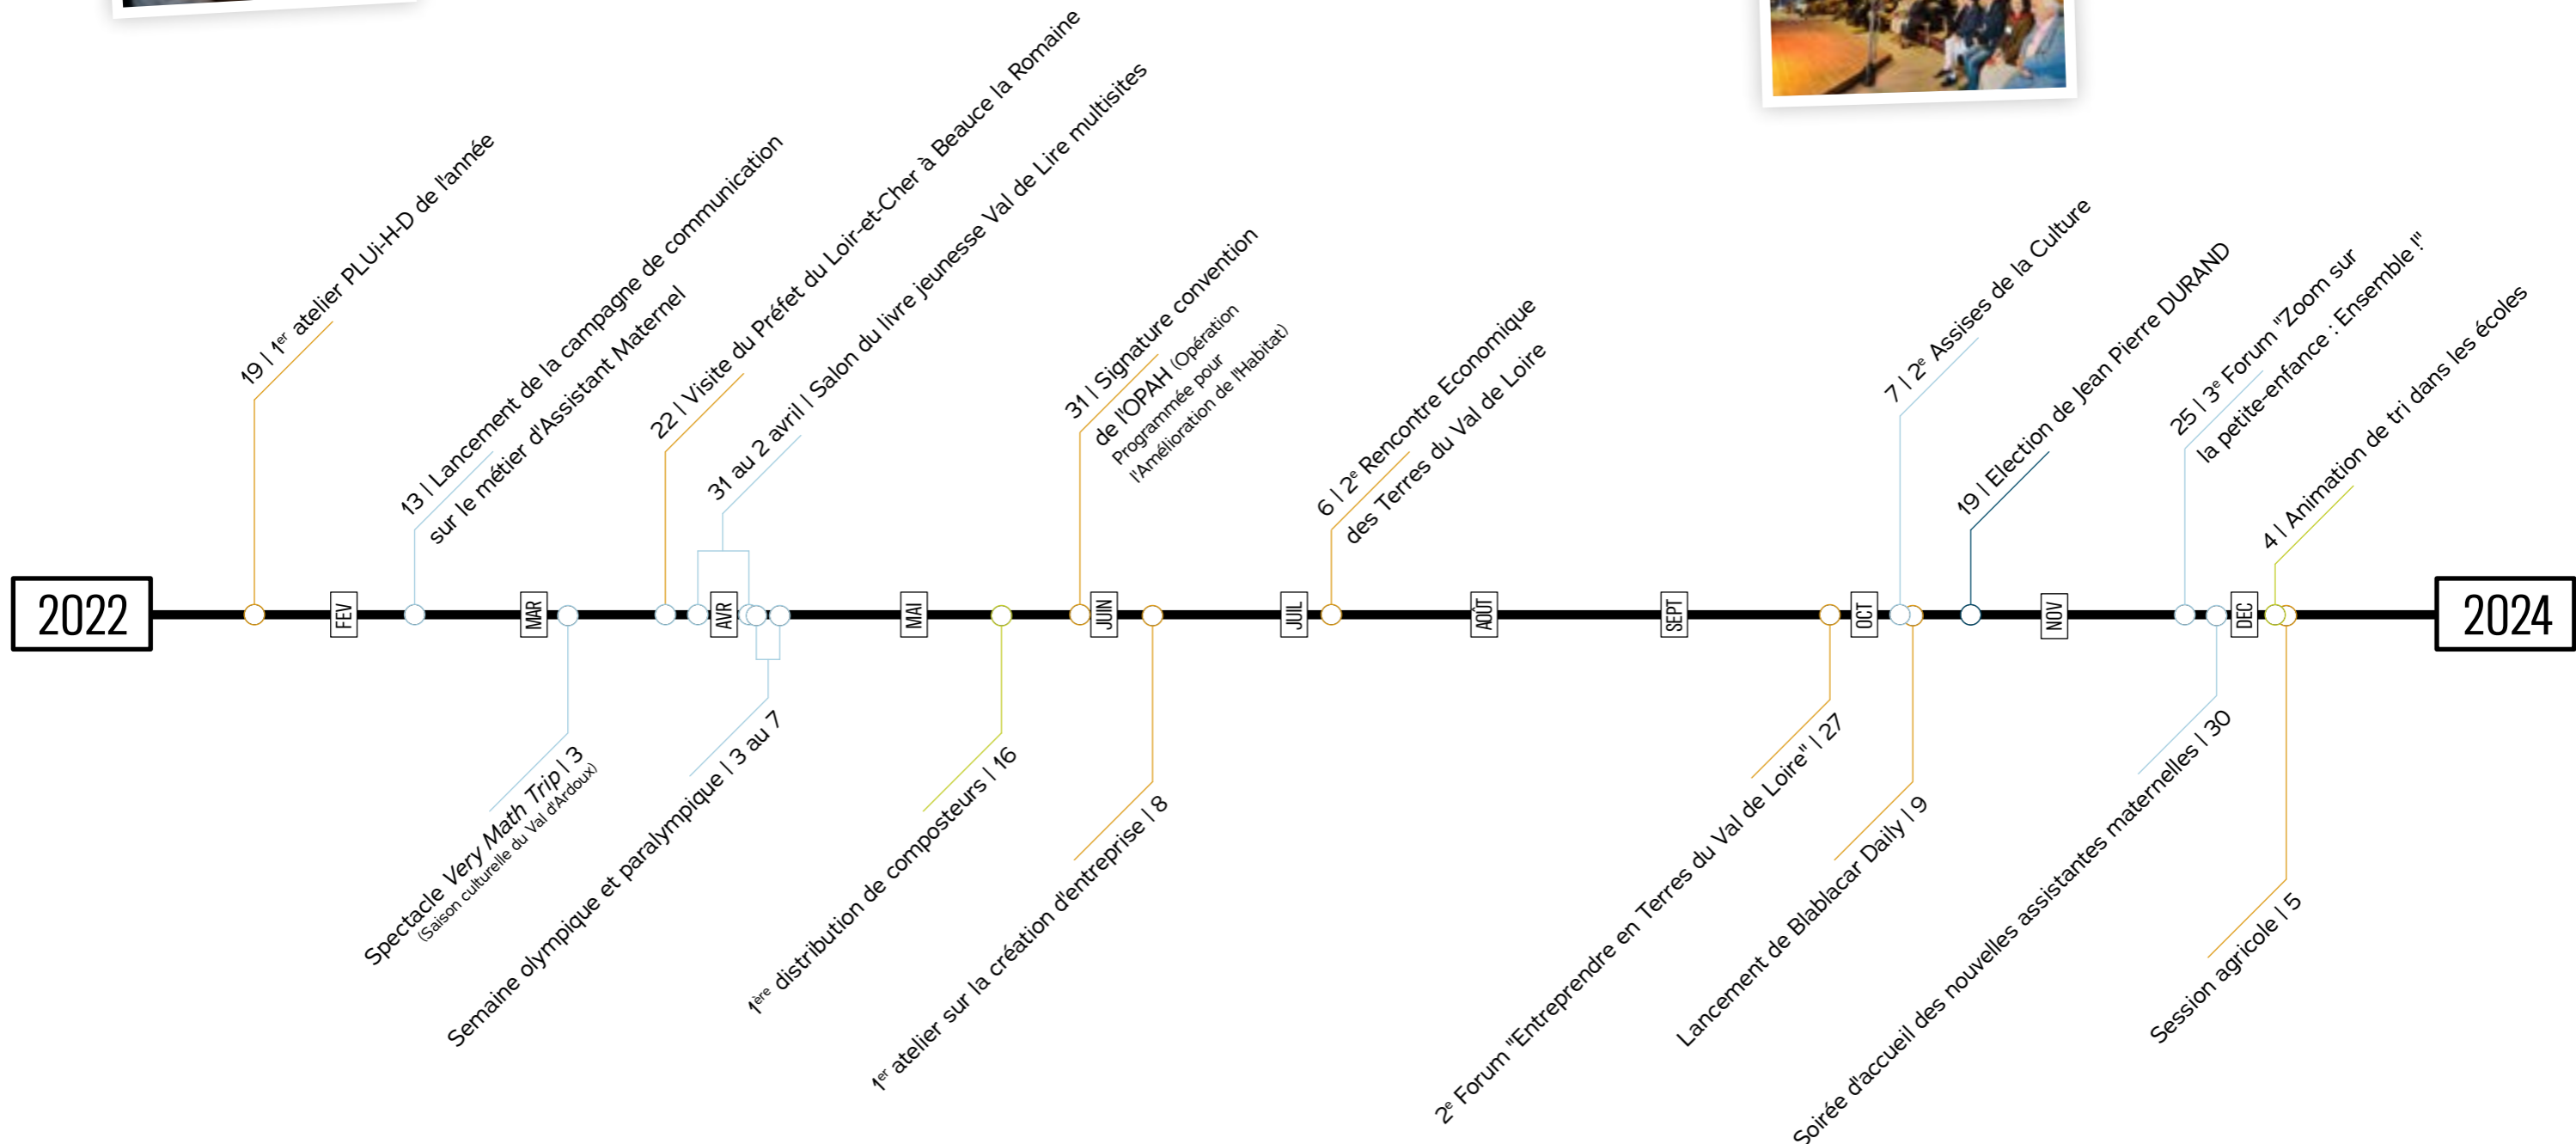 19 | 1er atelier PLUi-H-D de l'année
13 | Lancement de la campagne de communication
sur le métier d'Assistant Maternel
22 | Visite du Préfet du Loir-et-Cher à Beauce la Romaine
31 au 2 avril | Salon du livre jeunesse Val de Lire multisites
31 | Signature convention
de l'OPAH (Opération
Programmée pour
l'Amélioration de l'Habitat)
6 | 2e Rencontre Economique
des Terres du Val de Loire
7 | 2e Assises de la Culture
19 | Election de Jean Pierre DURAND
25 | 3e Forum "Zoom sur
la petite-enfance : Ensemble !"
4 | Animation de tri dans les écoles
2022
FEV
MAR
AVR
MAI
JUIN
JUIL
AOÛT
SEPT
OCT
NOV
DEC
2024
Spectacle Very Math Trip | 3
(Saison culturelle du Val d'Ardoux)
Semaine olympique et paralympique | 3 au 7
1ère distribution de composteurs | 16
1er atelier sur la création d'entreprise | 8
2e Forum "Entreprendre en Terres du Val de Loire" | 27
Lancement de Blablacar Daily | 9
Soirée d'accueil des nouvelles assistantes maternelles | 30
Session agricole | 5